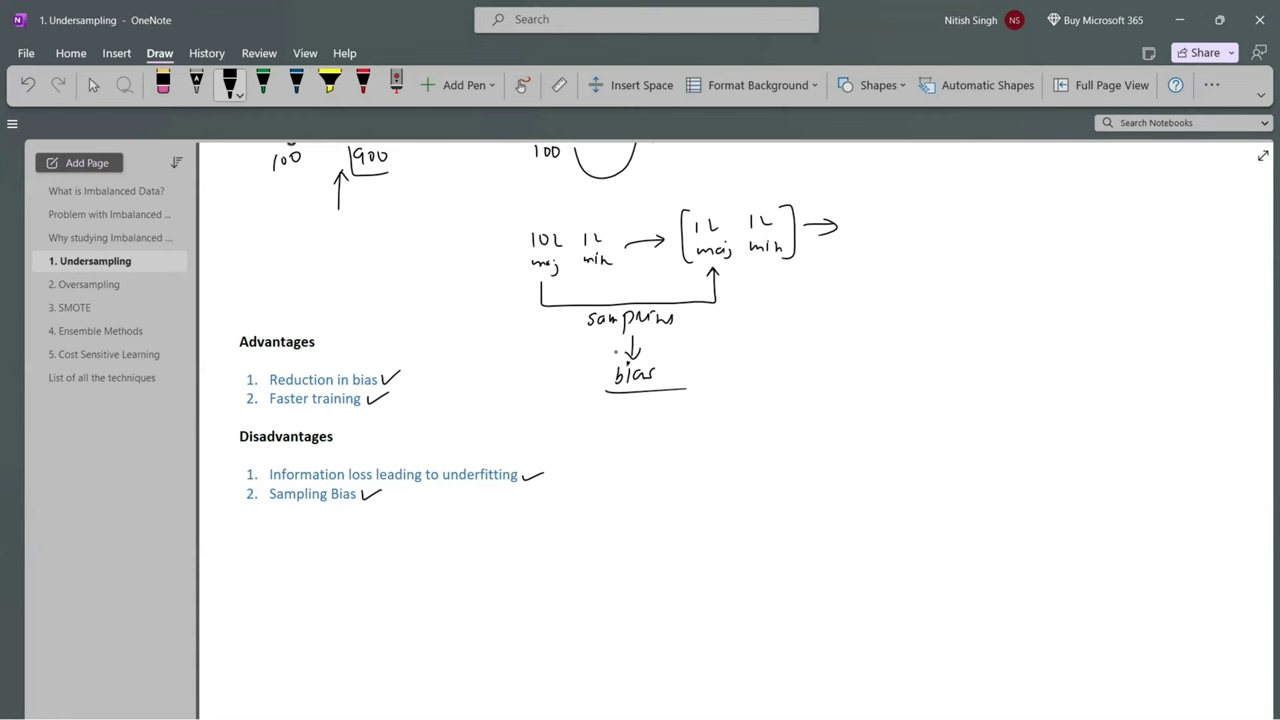 1. Undersampling - OneNote
Search
Nitish Singh NS
Buy Microsoft 365
File Home Insert Draw History Review View Help
Share
Add Pen
Insert Space
Format Background
Shapes
Automatic Shapes
Full Page View
Search Notebooks
Add Page
What is Imbalanced Data?
Problem with Imbalanced ...
Why studying Imbalanced ...
1. Undersampling
2. Oversampling
3. SMOTE
4. Ensemble Methods
5. Cost Sensitive Learning
List of all the techniques
100 900 100
10L 1L → [1L 1L] →
maj min maj min
sampling
bias
Advantages
1. Reduction in bias ✓
2. Faster training ✓
Disadvantages
1. Information loss leading to underfitting ✓
2. Sampling Bias ✓